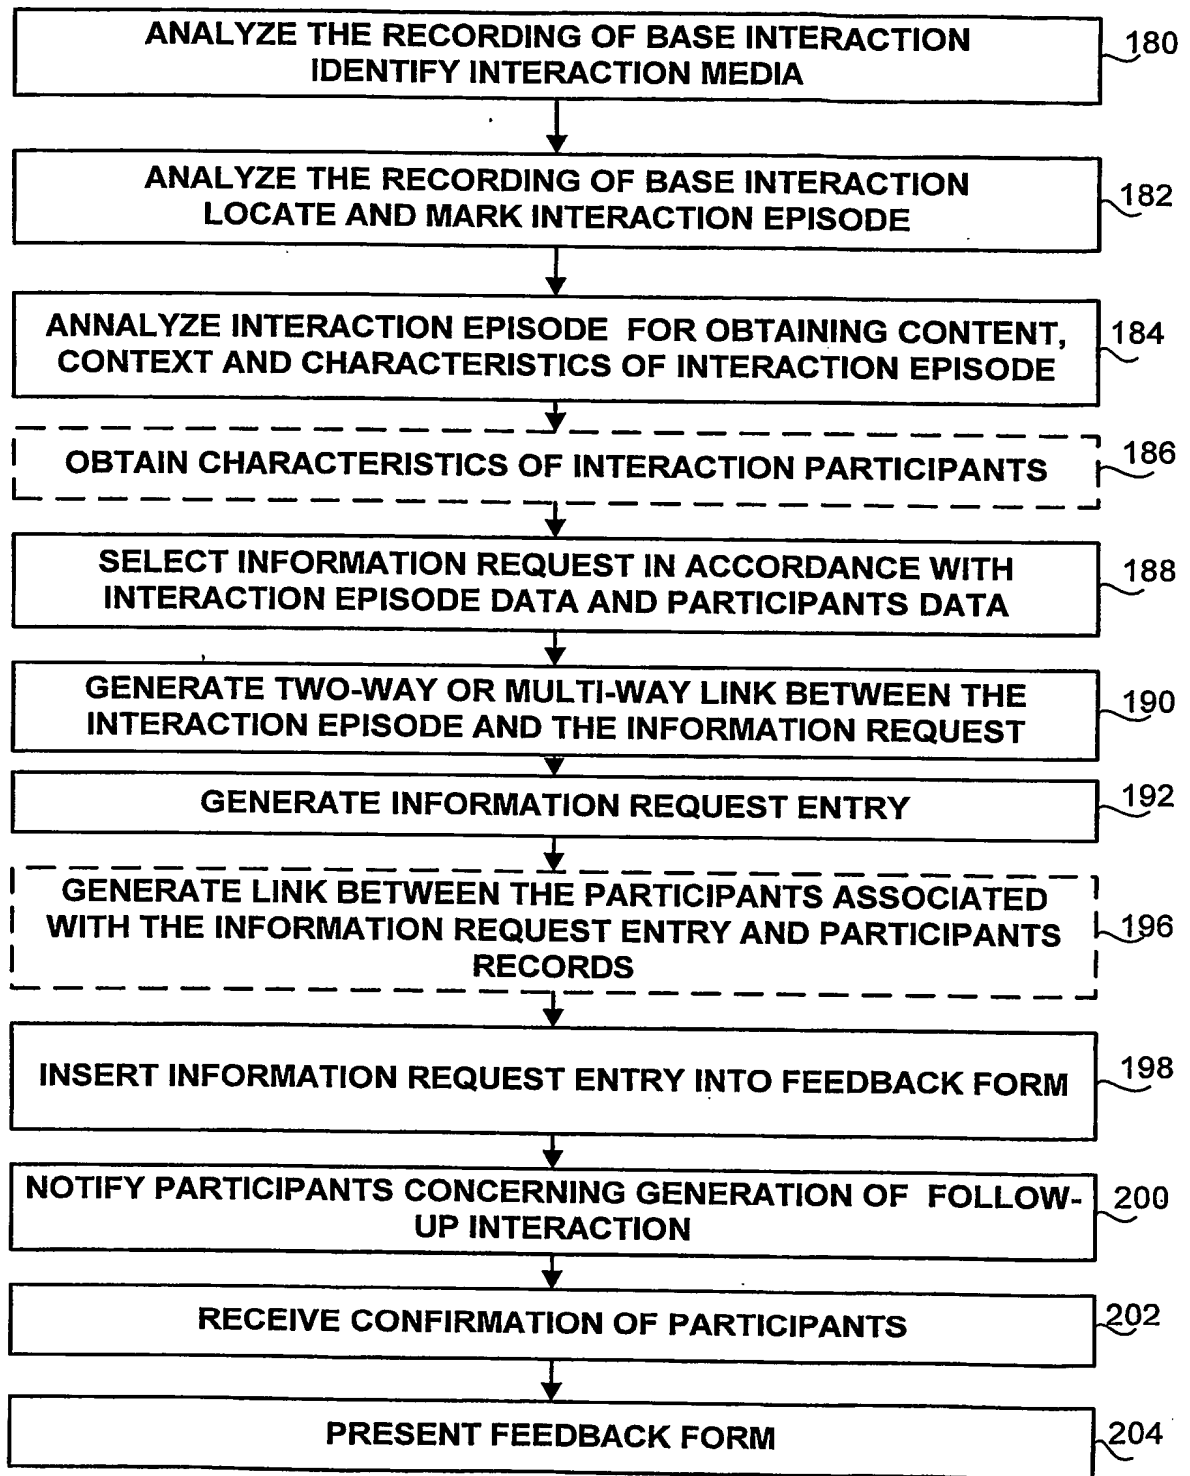 ANALYZE THE RECORDING OF BASE INTERACTION
IDENTIFY INTERACTION MEDIA
180
ANALYZE THE RECORDING OF BASE INTERACTION
LOCATE AND MARK INTERACTION EPISODE
182
ANNALYZE INTERACTION EPISODE FOR OBTAINING CONTENT,
CONTEXT AND CHARACTERISTICS OF INTERACTION EPISODE
184
OBTAIN CHARACTERISTICS OF INTERACTION PARTICIPANTS
186
SELECT INFORMATION REQUEST IN ACCORDANCE WITH
INTERACTION EPISODE DATA AND PARTICIPANTS DATA
188
GENERATE TWO-WAY OR MULTI-WAY LINK BETWEEN THE
INTERACTION EPISODE AND THE INFORMATION REQUEST
190
GENERATE INFORMATION REQUEST ENTRY
192
GENERATE LINK BETWEEN THE PARTICIPANTS ASSOCIATED
WITH THE INFORMATION REQUEST ENTRY AND PARTICIPANTS
RECORDS
196
INSERT INFORMATION REQUEST ENTRY INTO FEEDBACK FORM
198
NOTIFY PARTICIPANTS CONCERNING GENERATION OF FOLLOW-
UP INTERACTION
200
RECEIVE CONFIRMATION OF PARTICIPANTS
202
PRESENT FEEDBACK FORM
204